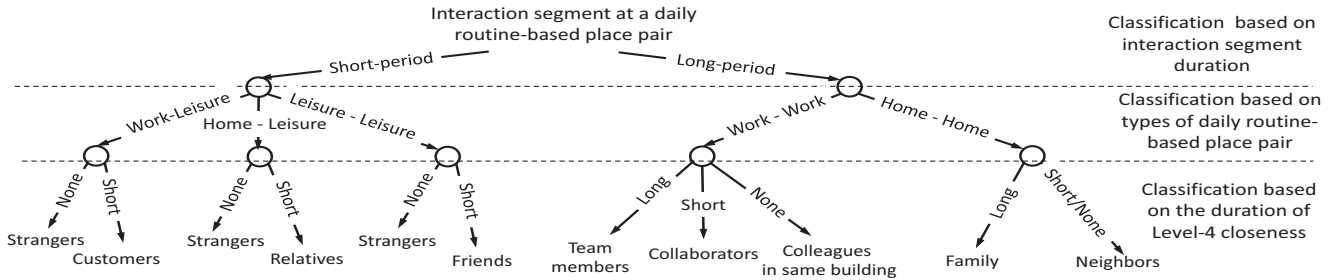 Interaction segment at a daily
routine-based place pair
Classification based on
interaction segment
duration
Short-period
Long-period
Work-Leisure
Home - Leisure
Leisure - Leisure
Work - Work
Home - Home
Classification based on
types of daily routine-
based place pair
None
Short
None
Short
None
Short
Long
Short
None
Long
Short/None
Classification based
on the duration of
Level-4 closeness
Strangers
Customers
Strangers
Relatives
Strangers
Friends
Team
members
Collaborators
Colleagues
in same building
Family
Neighbors